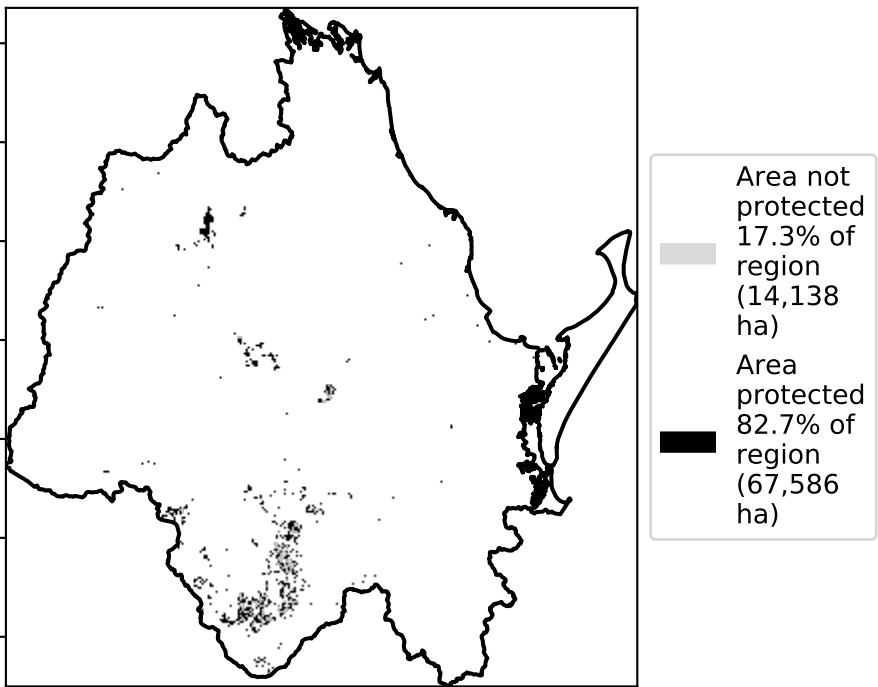 Area not
protected
17.3% of
region
(14,138
ha)
Area
protected
82.7% of
region
(67,586
ha)